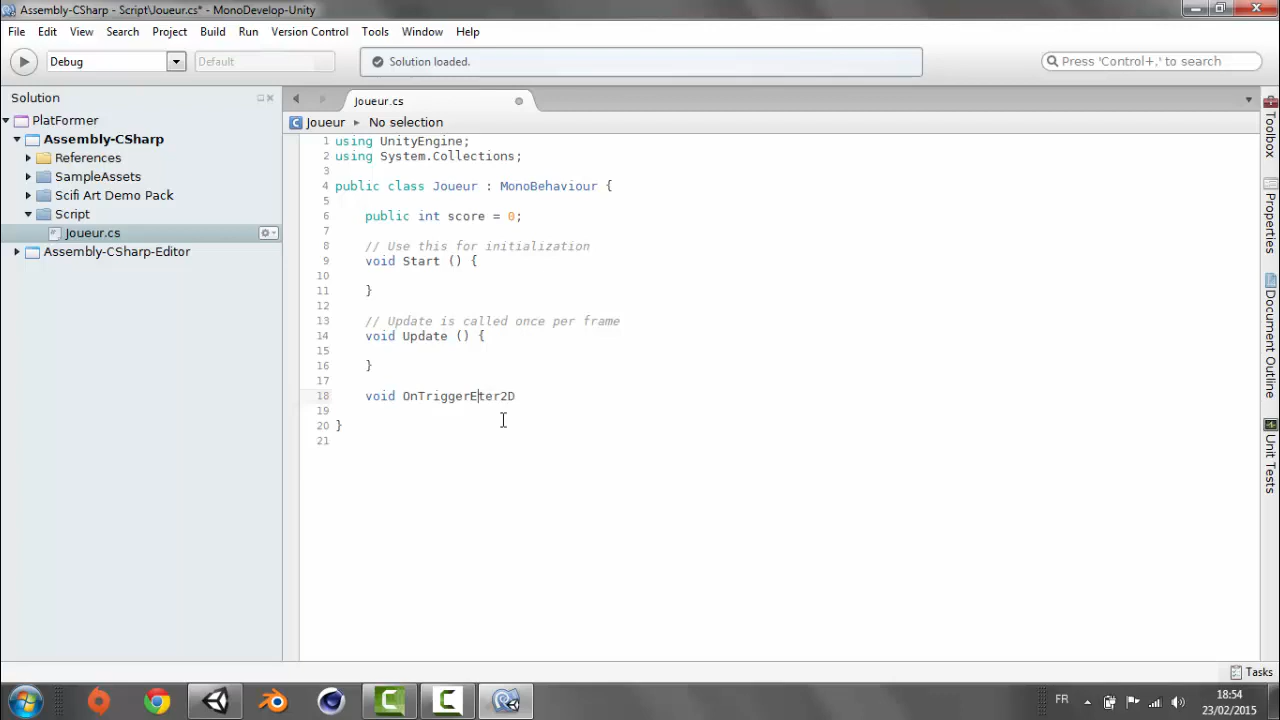 Assembly-CSharp - Script\Joueur.cs* - MonoDevelop-Unity
File Edit View Search Project Build Run Version Control Tools Window Help
Debug Default Solution loaded. Press 'Control+,' to search
Solution
Joueur.cs
PlatFormer
Assembly-CSharp
References
SampleAssets
Scifi Art Demo Pack
Script
Joueur.cs
Assembly-CSharp-Editor
Joueur ▸ No selection
1 using UnityEngine;
2 using System.Collections;
3
4 public class Joueur : MonoBehaviour {
5
6 public int score = 0;
7
8 // Use this for initialization
9 void Start () {
10
11 }
12
13 // Update is called once per frame
14 void Update () {
15
16 }
17
18 void OnTriggerEter2D
19
20 }
21
Toolbox
Properties
Document Outline
Unit Tests
Tasks
FR
18:54
23/02/2015